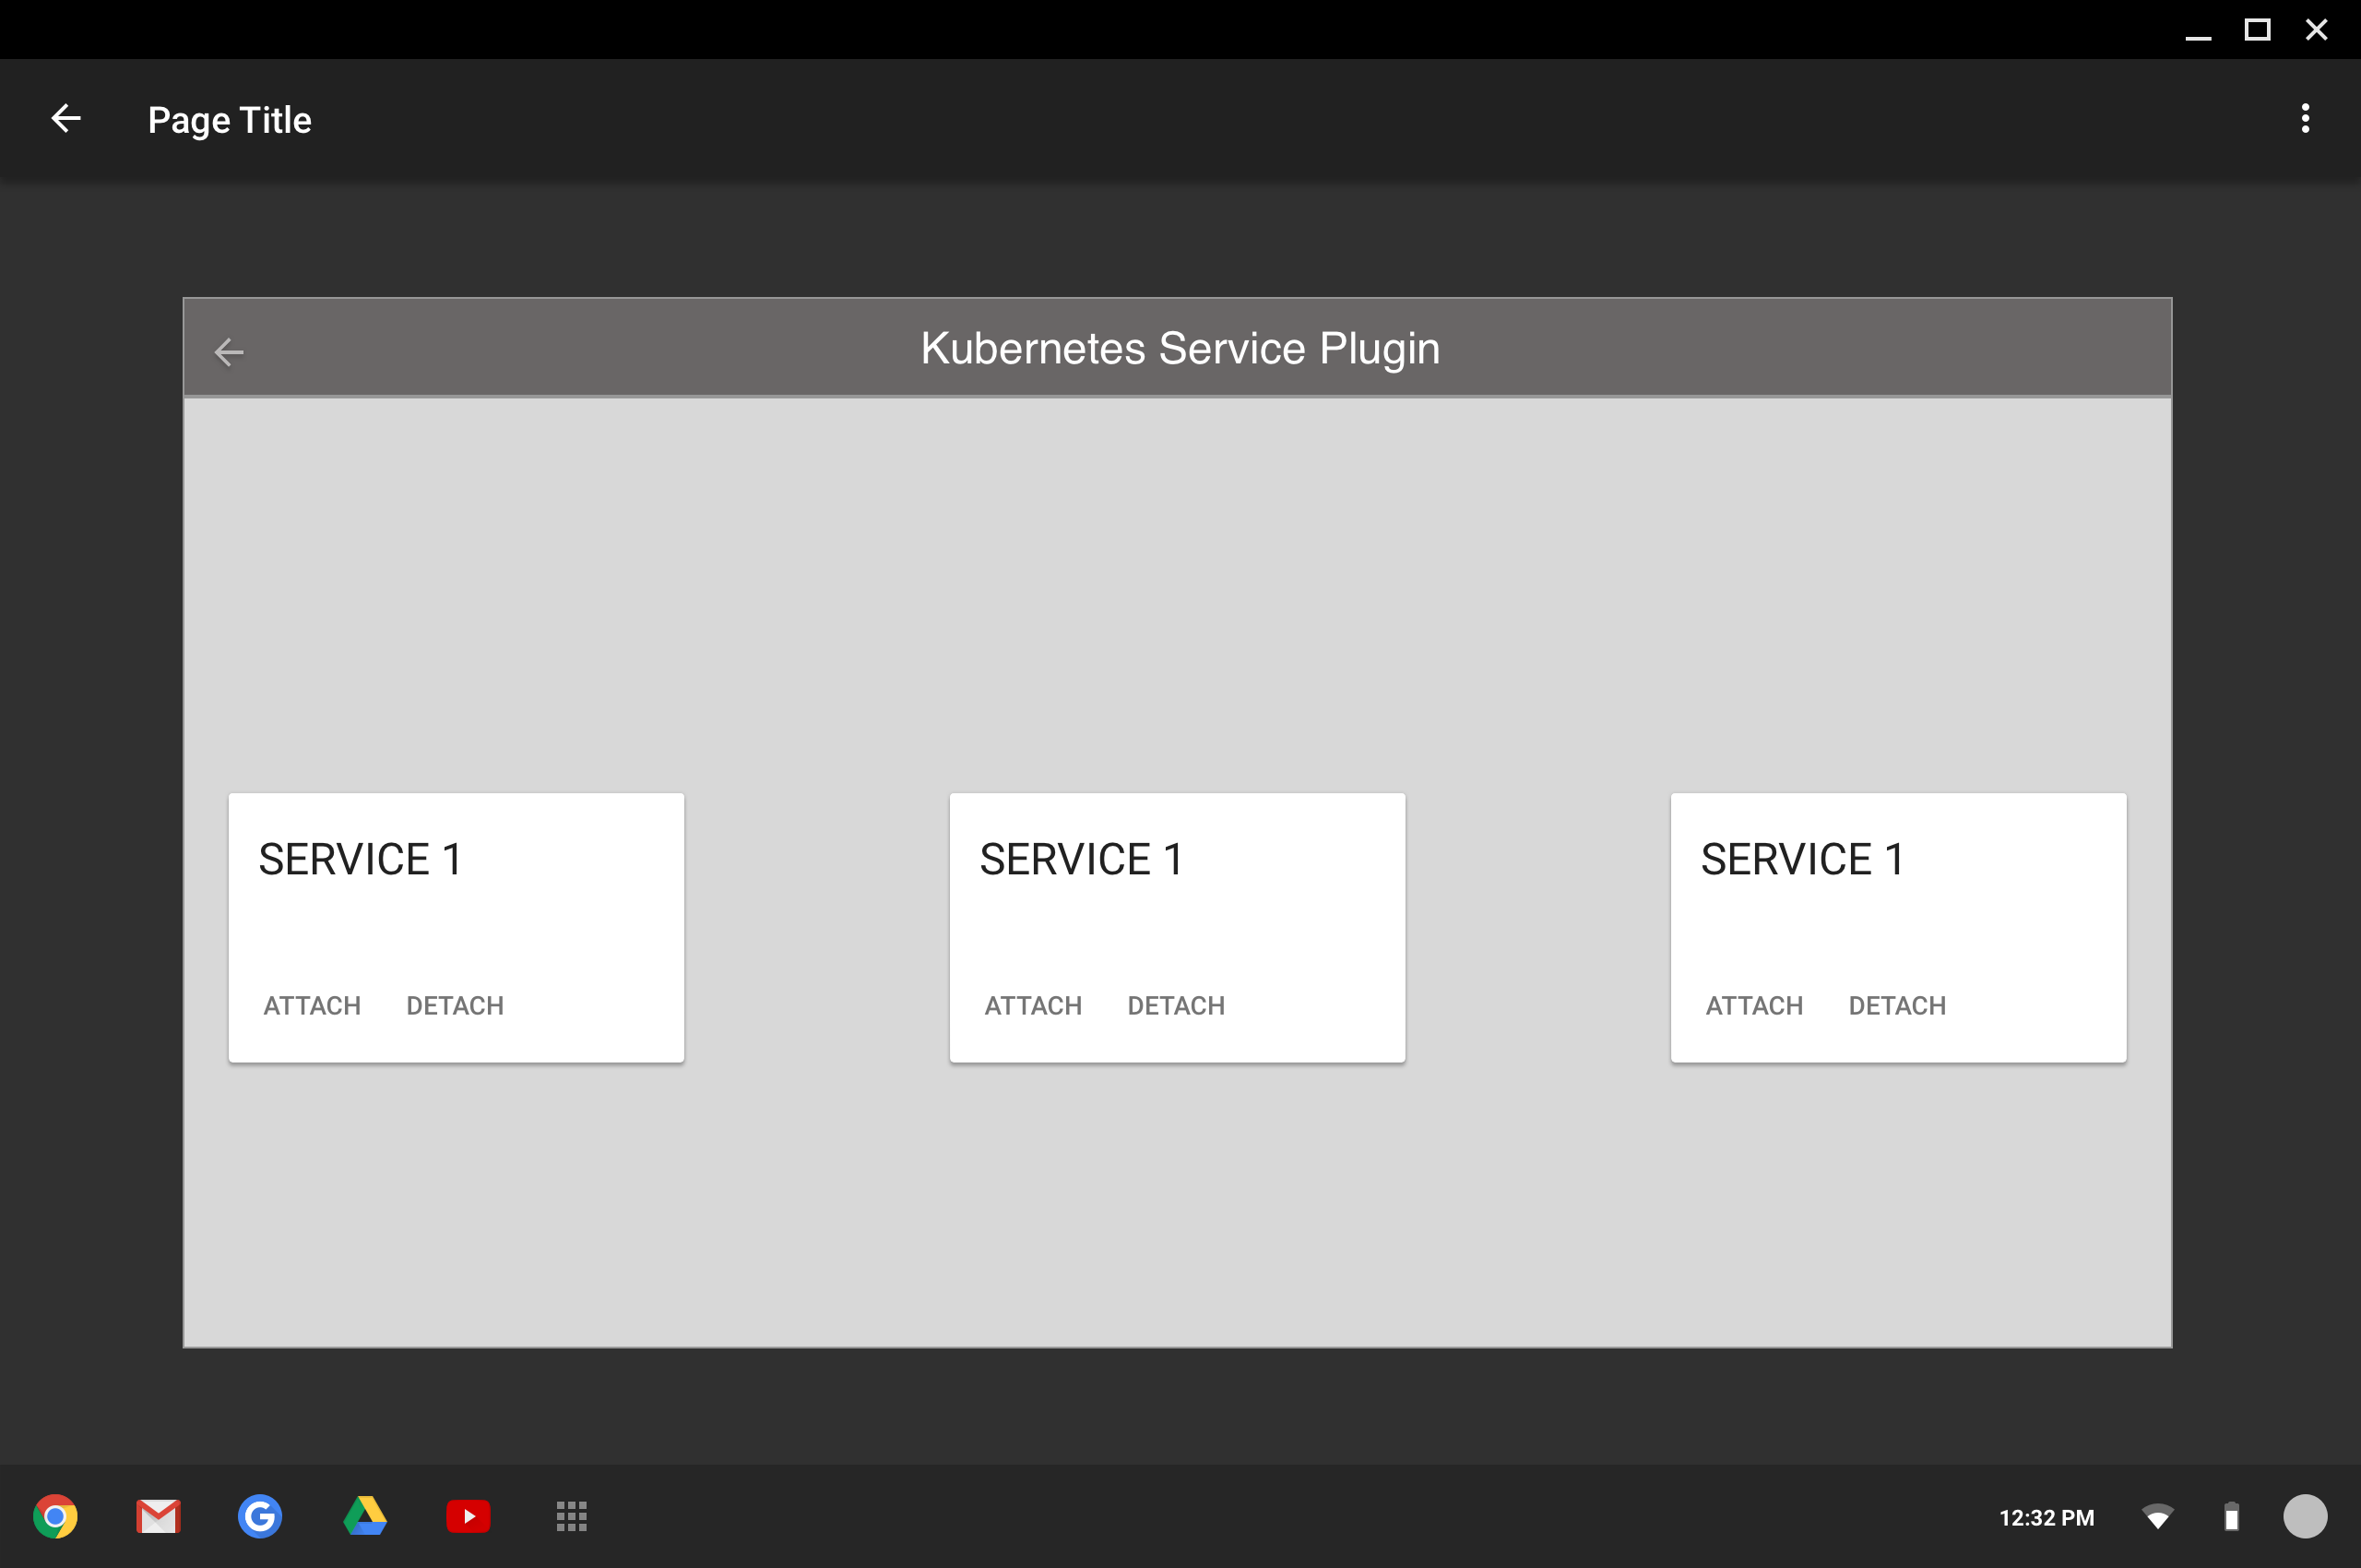 Page Title
Kubernetes Service Plugin
SERVICE 1
ATTACH DETACH
SERVICE 1
ATTACH DETACH
SERVICE 1
ATTACH DETACH
12:32 PM